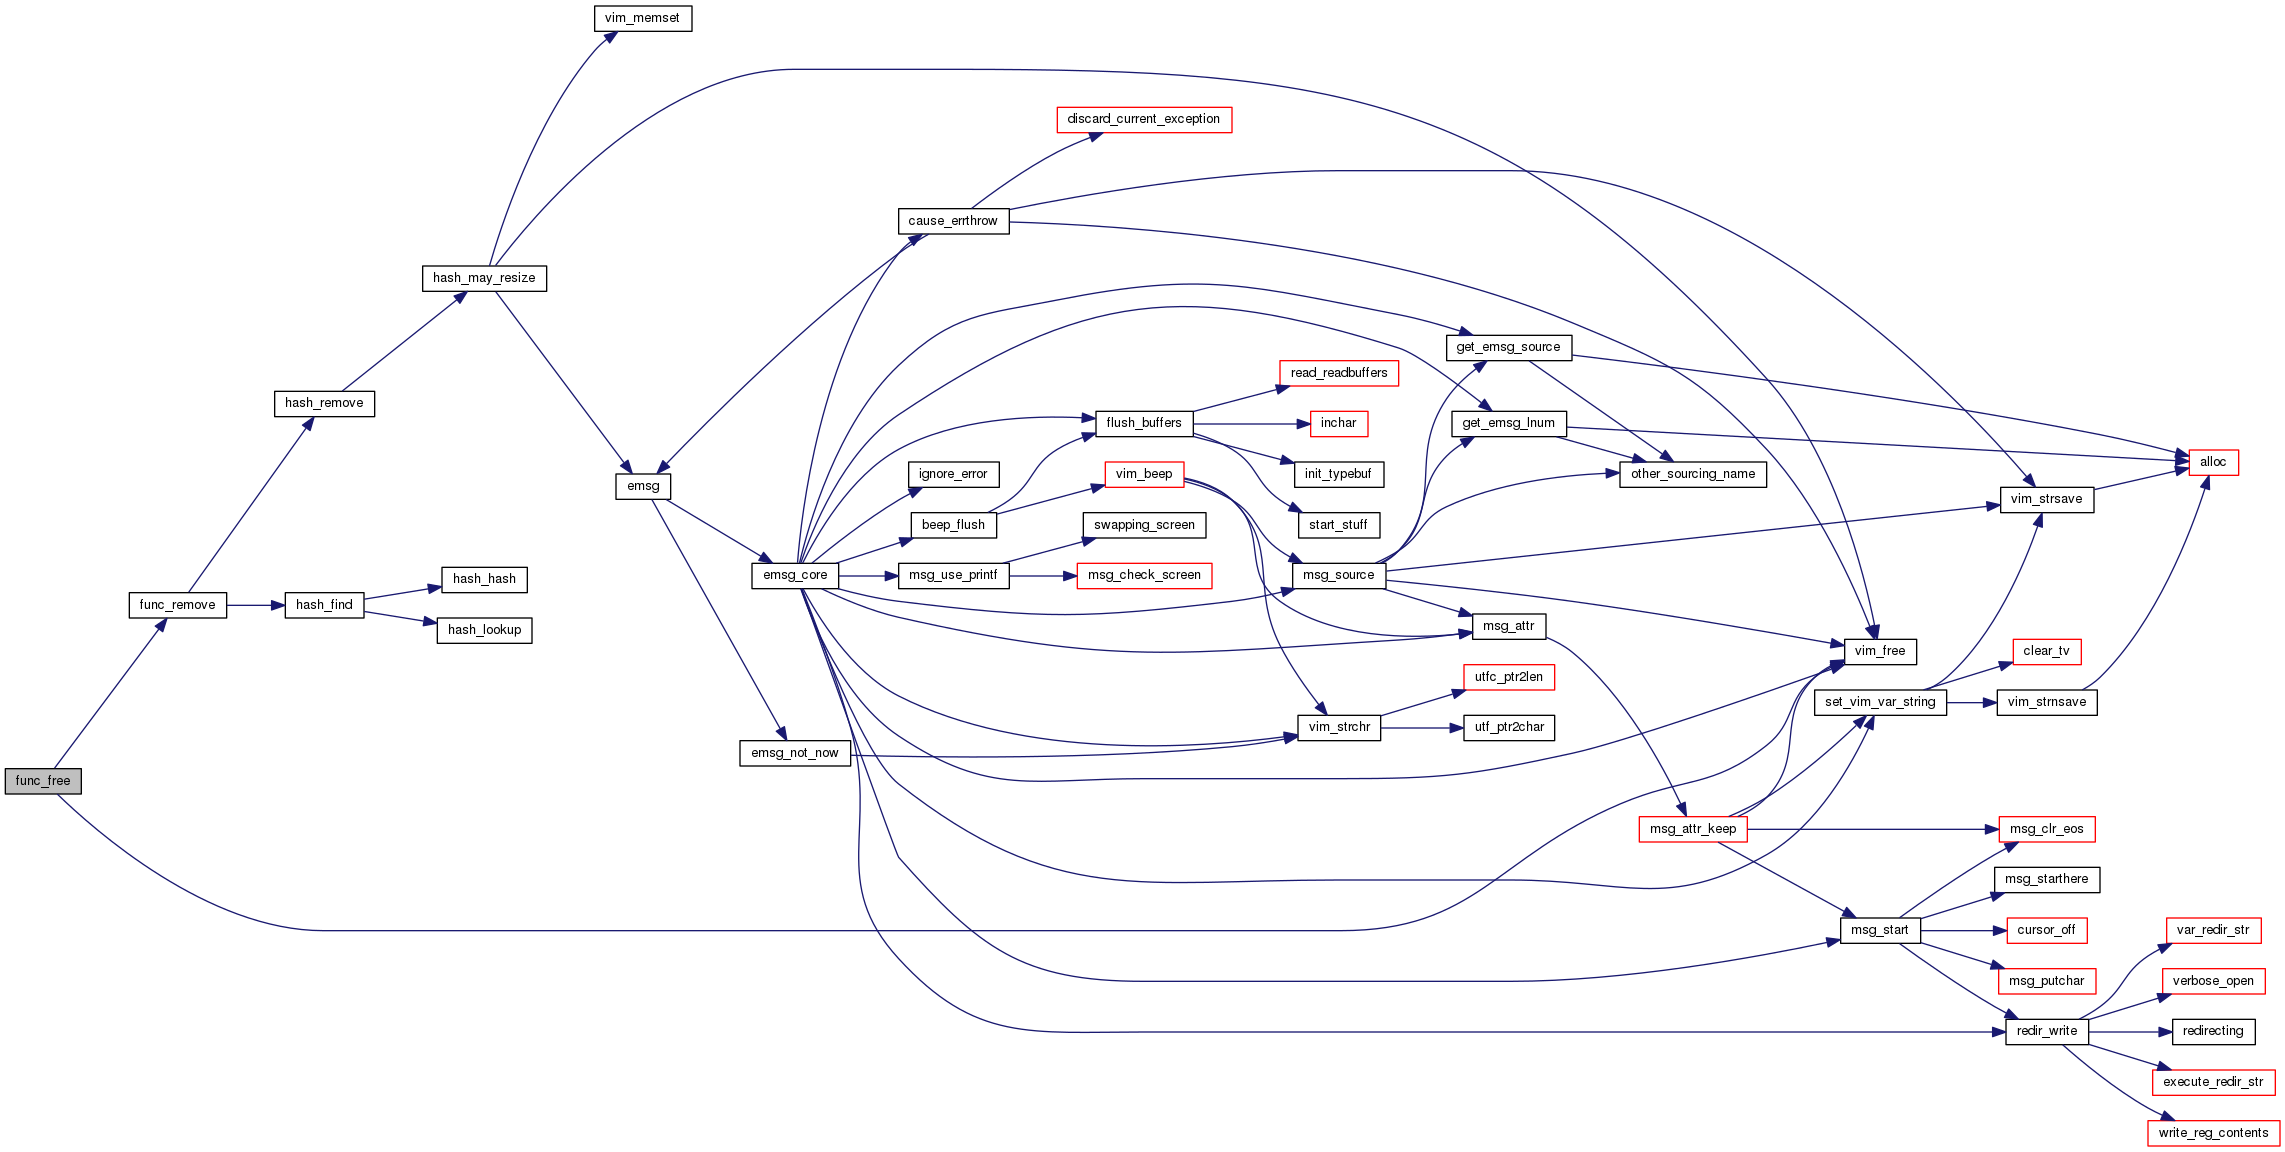 vim_memset
discard_current_exception
cause_errthrow
hash_may_resize
get_emsg_source
read_readbuffers
hash_remove
flush_buffers
inchar
get_emsg_lnum
alloc
ignore_error
vim_beep
init_typebuf
other_sourcing_name
emsg
vim_strsave
beep_flush
swapping_screen
start_stuff
emsg_core
msg_use_printf
msg_check_screen
msg_source
hash_hash
func_remove
hash_find
hash_lookup
msg_attr
vim_free
clear_tv
utfc_ptr2len
set_vim_var_string
vim_strnsave
vim_strchr
utf_ptr2char
emsg_not_now
func_free
msg_attr_keep
msg_clr_eos
msg_starthere
msg_start
cursor_off
var_redir_str
msg_putchar
verbose_open
redir_write
redirecting
execute_redir_str
write_reg_contents